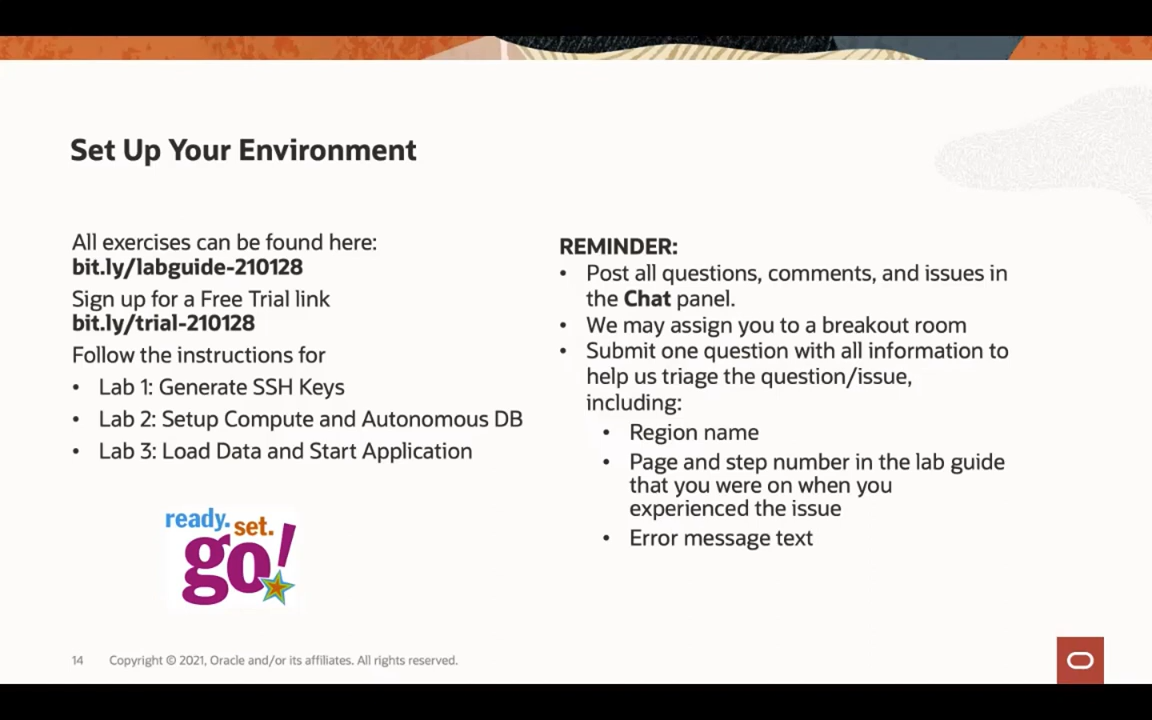 Set Up Your Environment
All exercises can be found here:
bit.ly/labguide-210128
Sign up for a Free Trial link
bit.ly/trial-210128
Follow the instructions for
• Lab 1: Generate SSH Keys
• Lab 2: Setup Compute and Autonomous DB
• Lab 3: Load Data and Start Application
ready. set.
go!
REMINDER:
• Post all questions, comments, and issues in
the Chat panel.
• We may assign you to a breakout room
• Submit one question with all information to
help us triage the question/issue,
including:
• Region name
• Page and step number in the lab guide
that you were on when you
experienced the issue
• Error message text
14 Copyright © 2021, Oracle and/or its affiliates. All rights reserved.